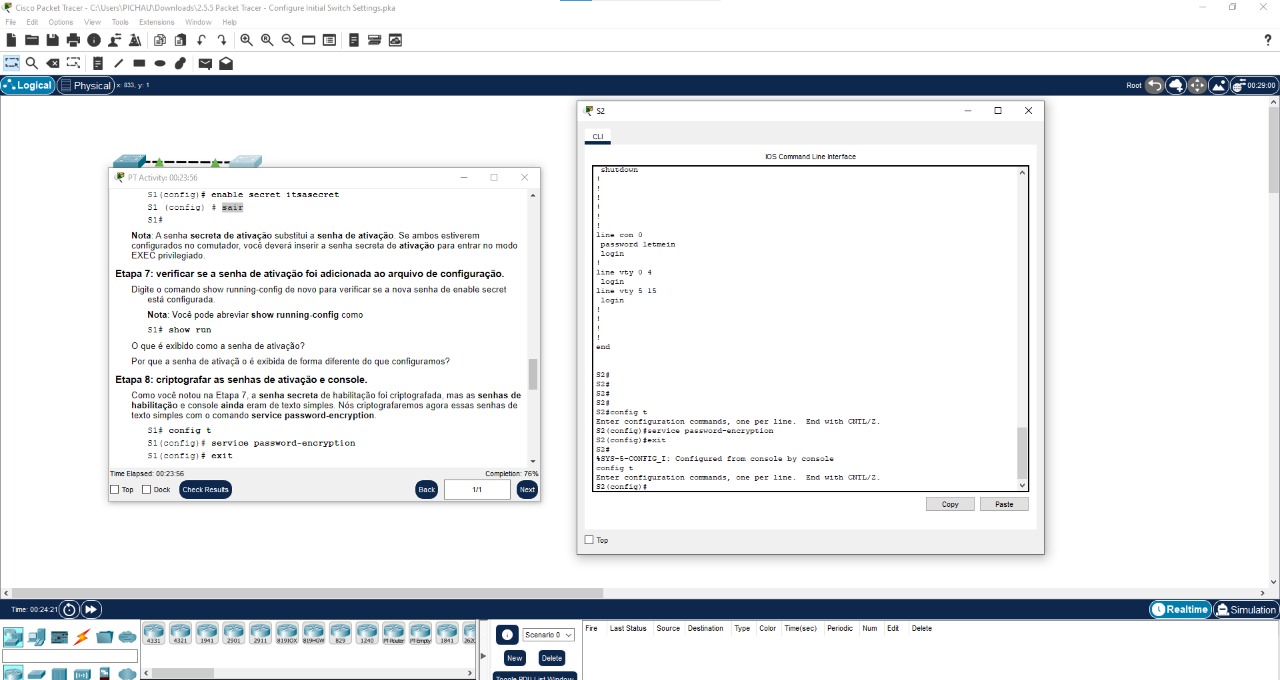 Cisco Packet Tracer - C:\Users\PICHAU\Downloads\2.5.5 Packet Tracer - Configure Initial Switch Settings.pka
File Edit Options View Tools Extensions Window Help
Logical Physical x: 833, y: 1
Root 00:29:00
PT Activity: 00:23:56
S1(config)# enable secret itsasecret
S1 (config) # sair
S1#
Nota: A senha secreta de ativação substitui a senha de ativação. Se ambos estiverem
configurados no comutador, você deverá inserir a senha secreta de ativação para entrar no modo
EXEC privilegiado.
Etapa 7: verificar se a senha de ativação foi adicionada ao arquivo de configuração.
Digite o comando show running-config de novo para verificar se a nova senha de enable secret
está configurada.
Nota: Você pode abreviar show running-config como
S1# show run
O que é exibido como a senha de ativação?
Por que a senha de ativaçã o é exibida de forma diferente do que configuramos?
Etapa 8: criptografar as senhas de ativação e console.
Como você notou na Etapa 7, a senha secreta de habilitação foi criptografada, mas as senhas de
habilitação e console ainda eram de texto simples. Nós criptografaremos agora essas senhas de
texto simples com o comando service password-encryption.
S1# config t
S1(config)# service password-encryption
S1(config)# exit
Time Elapsed: 00:23:56 Completion: 76%
Top Dock Check Results Back 1/1 Next
S2
CLI
IOS Command Line Interface
shutdown
!
!
!
!
!
!
line con 0
password letmein
login
!
line vty 0 4
login
line vty 5 15
login
!
!
!
!
end
S2#
S2#
S2#
S2#
S2#config t
Enter configuration commands, one per line. End with CNTL/Z.
S2(config)#service password-encryption
S2(config)#exit
S2#
%SYS-5-CONFIG_I: Configured from console by console
config t
Enter configuration commands, one per line. End with CNTL/Z.
S2(config)#
Copy Paste
Top
Time: 00:24:21
Realtime Simulation
4331 4321 1941 2901 2911 819IOX 819HGW 829 1240 PT-Router PT-Empty 1841 2620
Scenario 0
New Delete
Toggle PDU List Window
Fire Last Status Source Destination Type Color Time(sec) Periodic Num Edit Delete